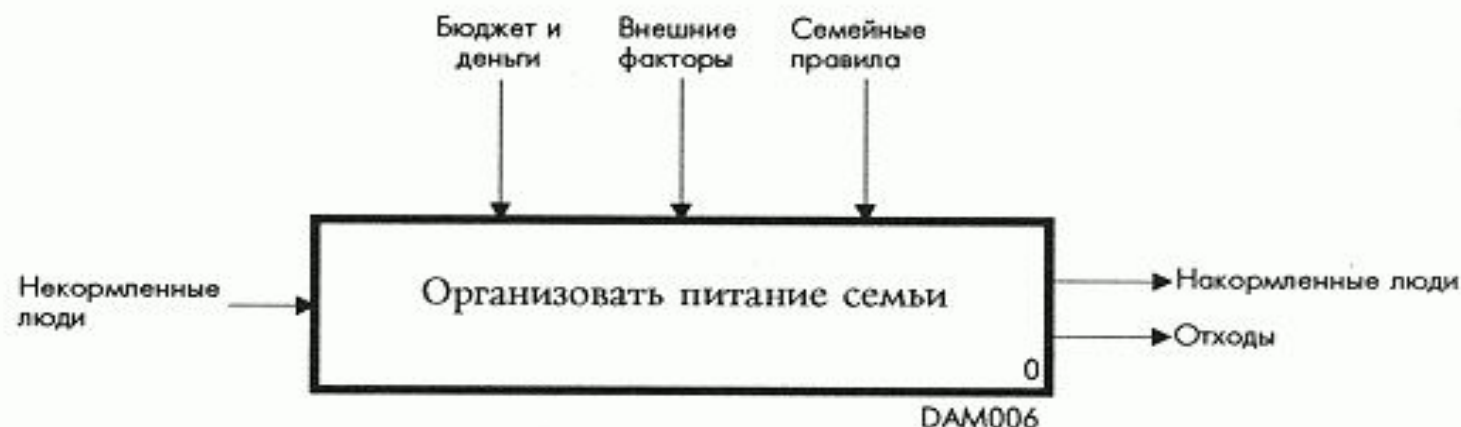 Бюджет и
деньги
Внешние
факторы
Семейные
правила
Некормленные
люди
Организовать питание семьи
Накормленные люди
Отходы
0
DAM006